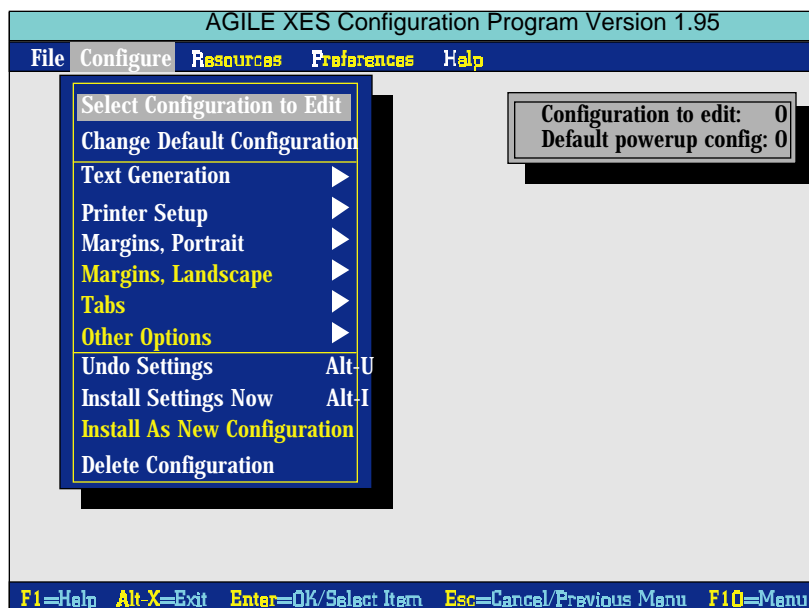 AGILE XES Configuration Program Version 1.95
File Configure Resources Preferences Help
Select Configuration to Edit
Change Default Configuration
Text Generation
Printer Setup
Margins, Portrait
Margins, Landscape
Tabs
Other Options
Undo Settings Alt-U
Install Settings Now Alt-I
Install As New Configuration
Delete Configuration
Configuration to edit: 0
Default powerup config: 0
F1=Help Alt-X=Exit Enter=OK/Select Item Esc=Cancel/Previous Menu F10=Menu